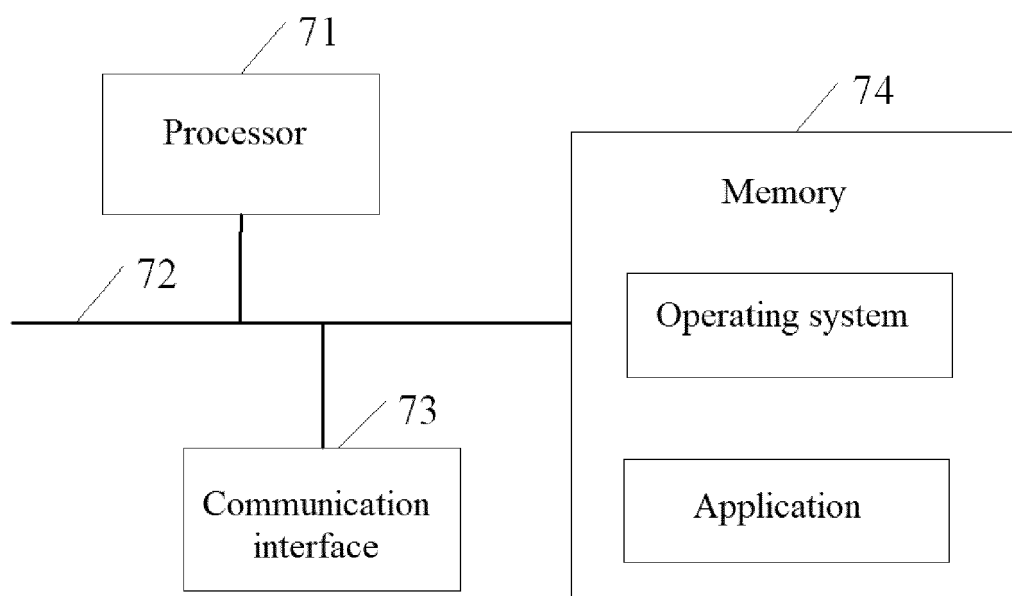 71
Processor
74
Memory
72
Operating system
73
Communication
interface
Application